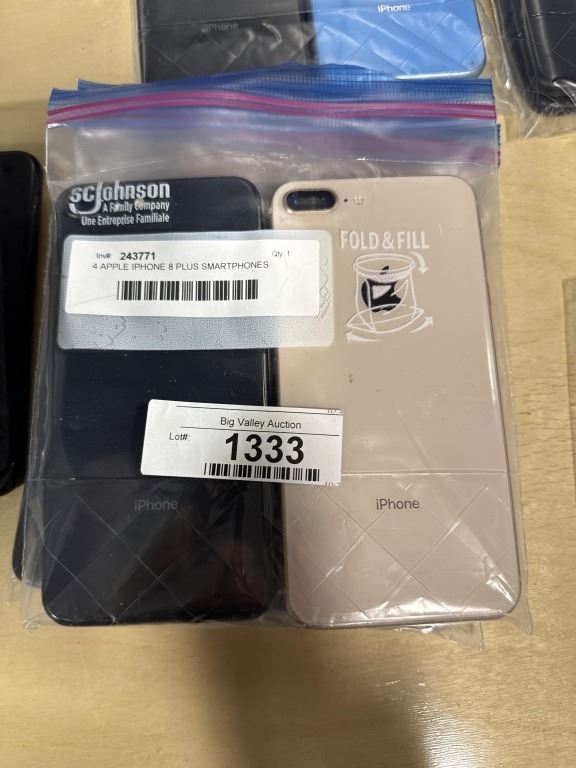 iPhone
iPhone
SC Johnson
A Family Company
Une Entreprise Familiale
Inv#: 243771
Qty: 1
4 APPLE IPHONE 8 PLUS SMARTPHONES
FOLD & FILL
Big Valley Auction
Lot#: 1333
iPhone
iPhone